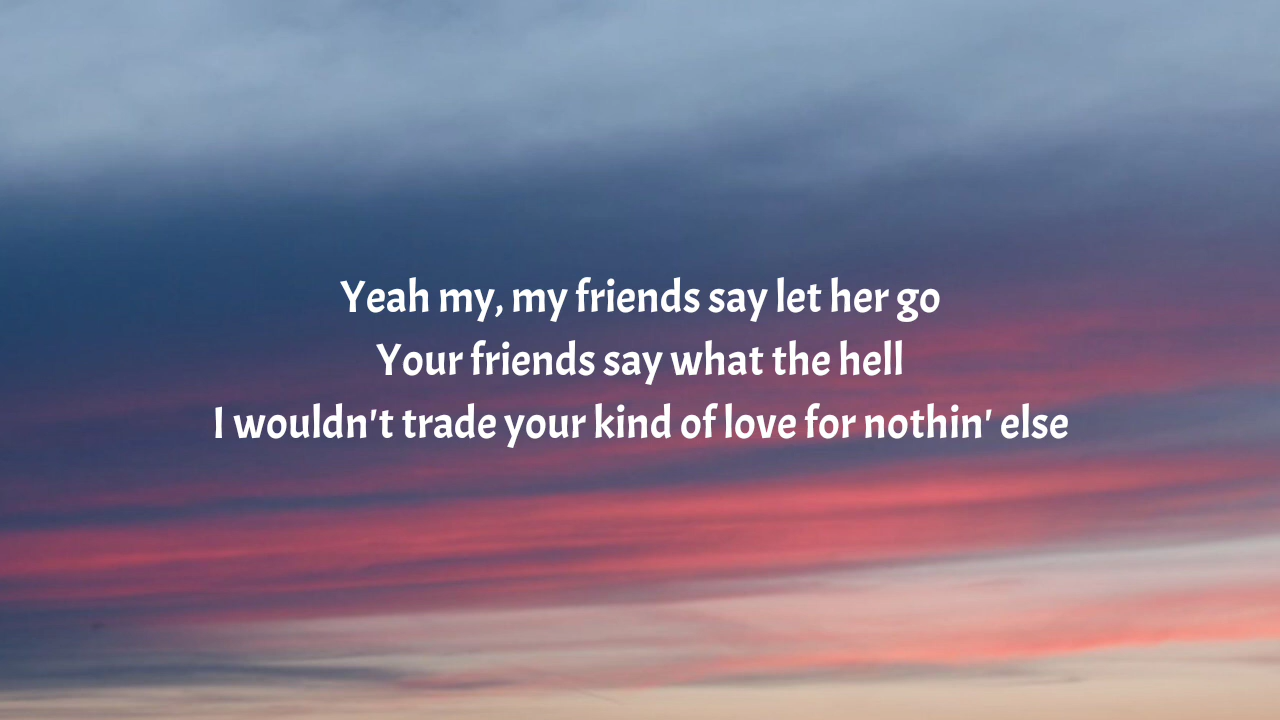 Yeah my, my friends say let her go
Your friends say what the hell
I wouldn't trade your kind of love for nothin' else